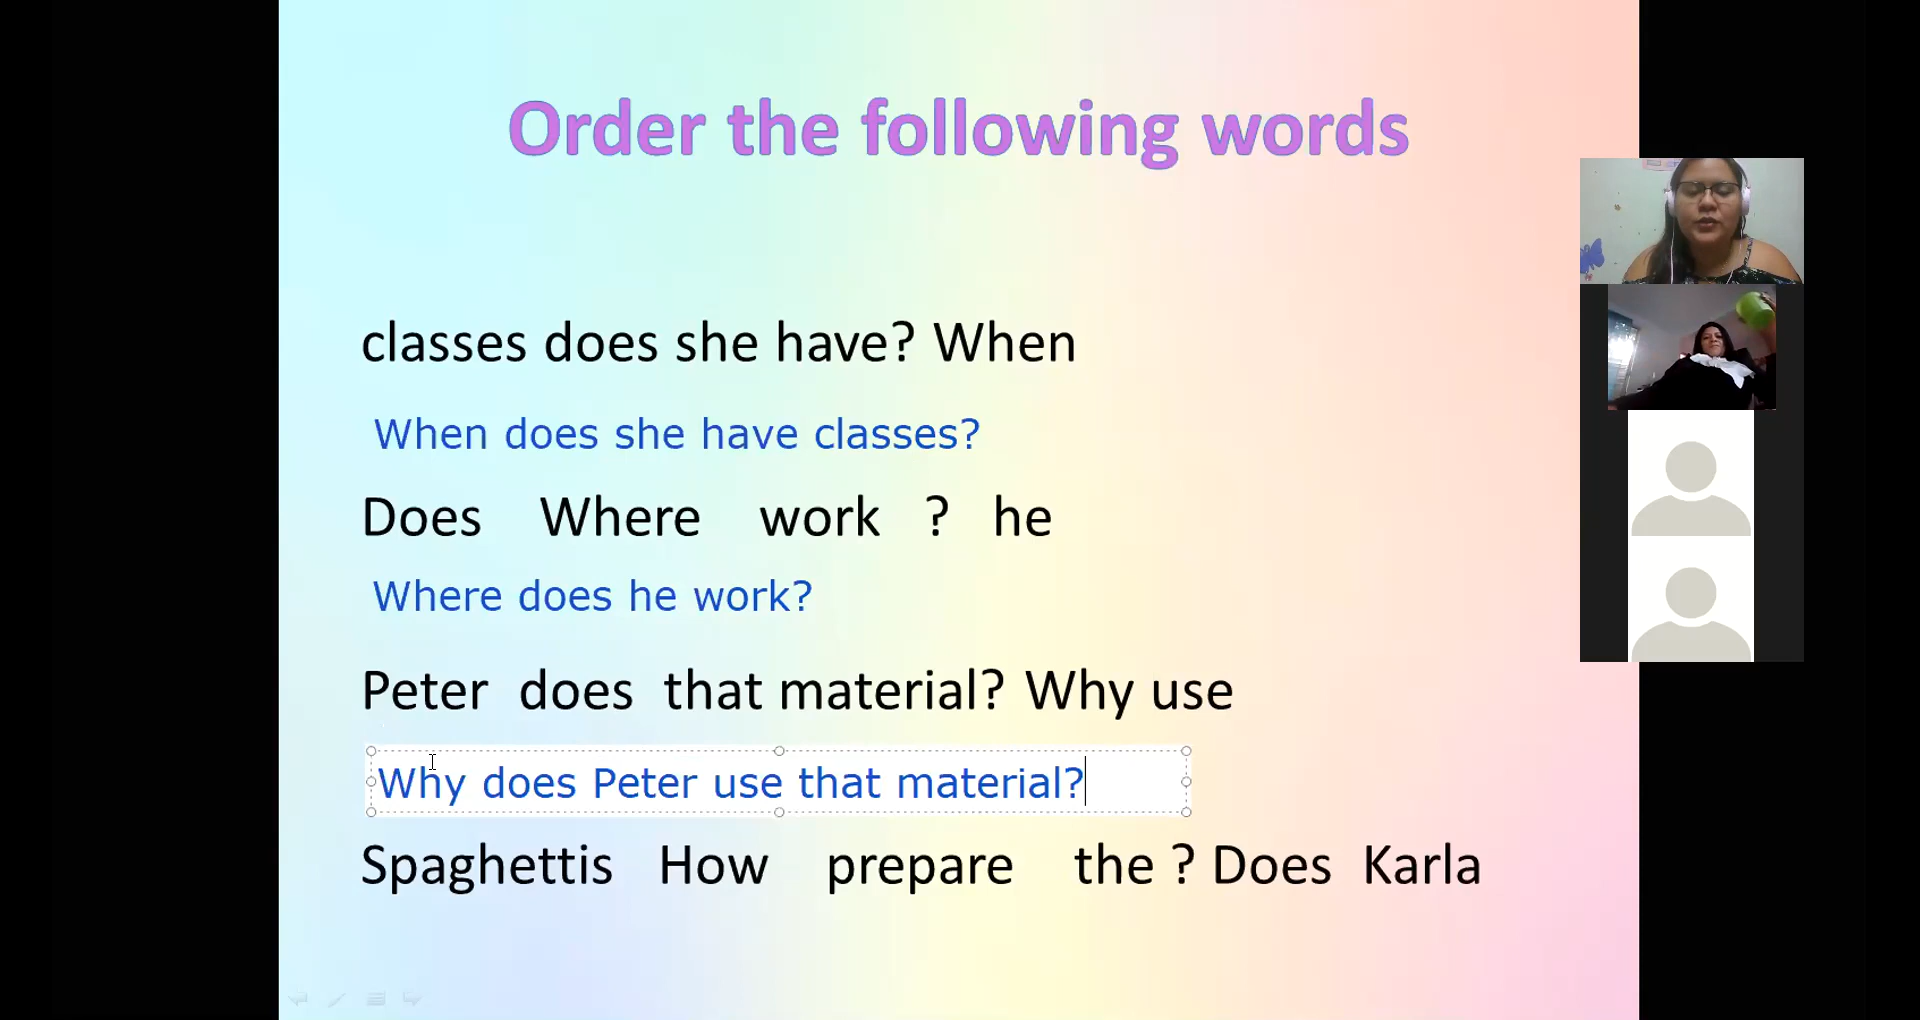 Order the following words
classes does she have? When
When does she have classes?
Does Where work ? he
Where does he work?
Peter does that material? Why use
Why does Peter use that material?
Spaghettis How prepare the ? Does Karla